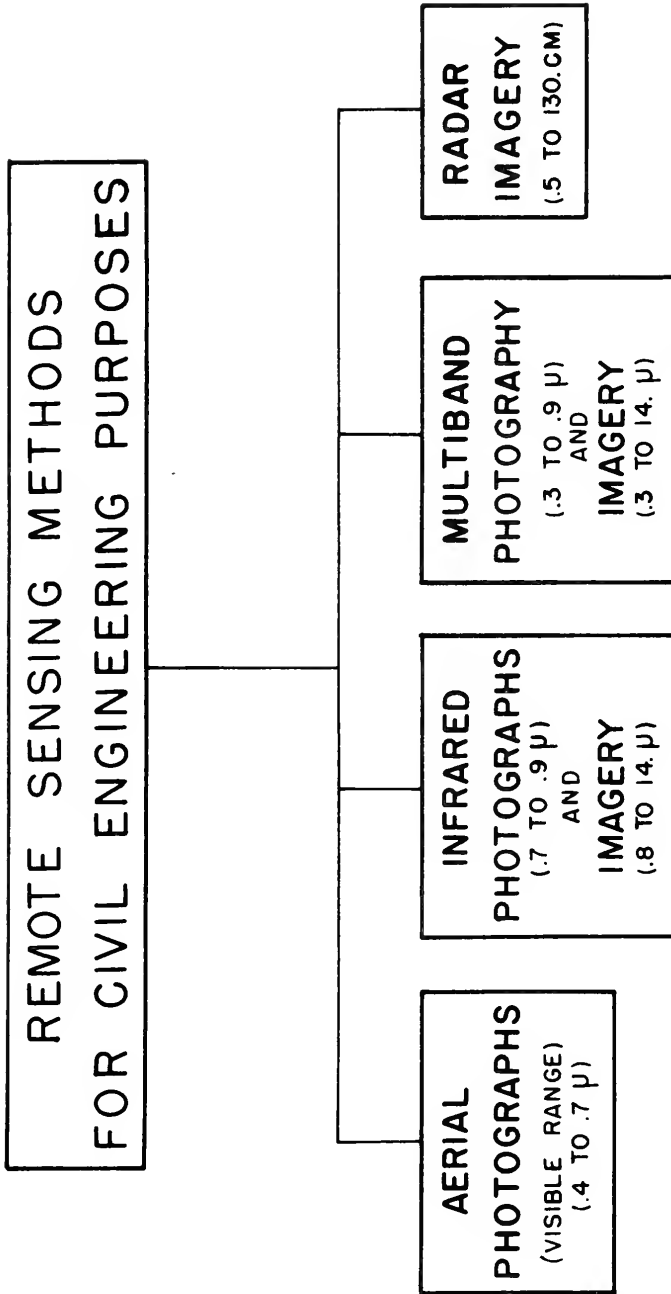 REMOTE SENSING METHODS
FOR CIVIL ENGINEERING PURPOSES
AERIAL
PHOTOGRAPHS
(VISIBLE RANGE)
(.4 TO .7 µ)
INFRARED
PHOTOGRAPHS
(.7 TO .9 µ)
AND
IMAGERY
(.8 TO 14. µ)
MULTIBAND
PHOTOGRAPHY
(.3 TO .9 µ)
AND
IMAGERY
(.3 TO 14. µ)
RADAR
IMAGERY
(.5 TO 130.CM)